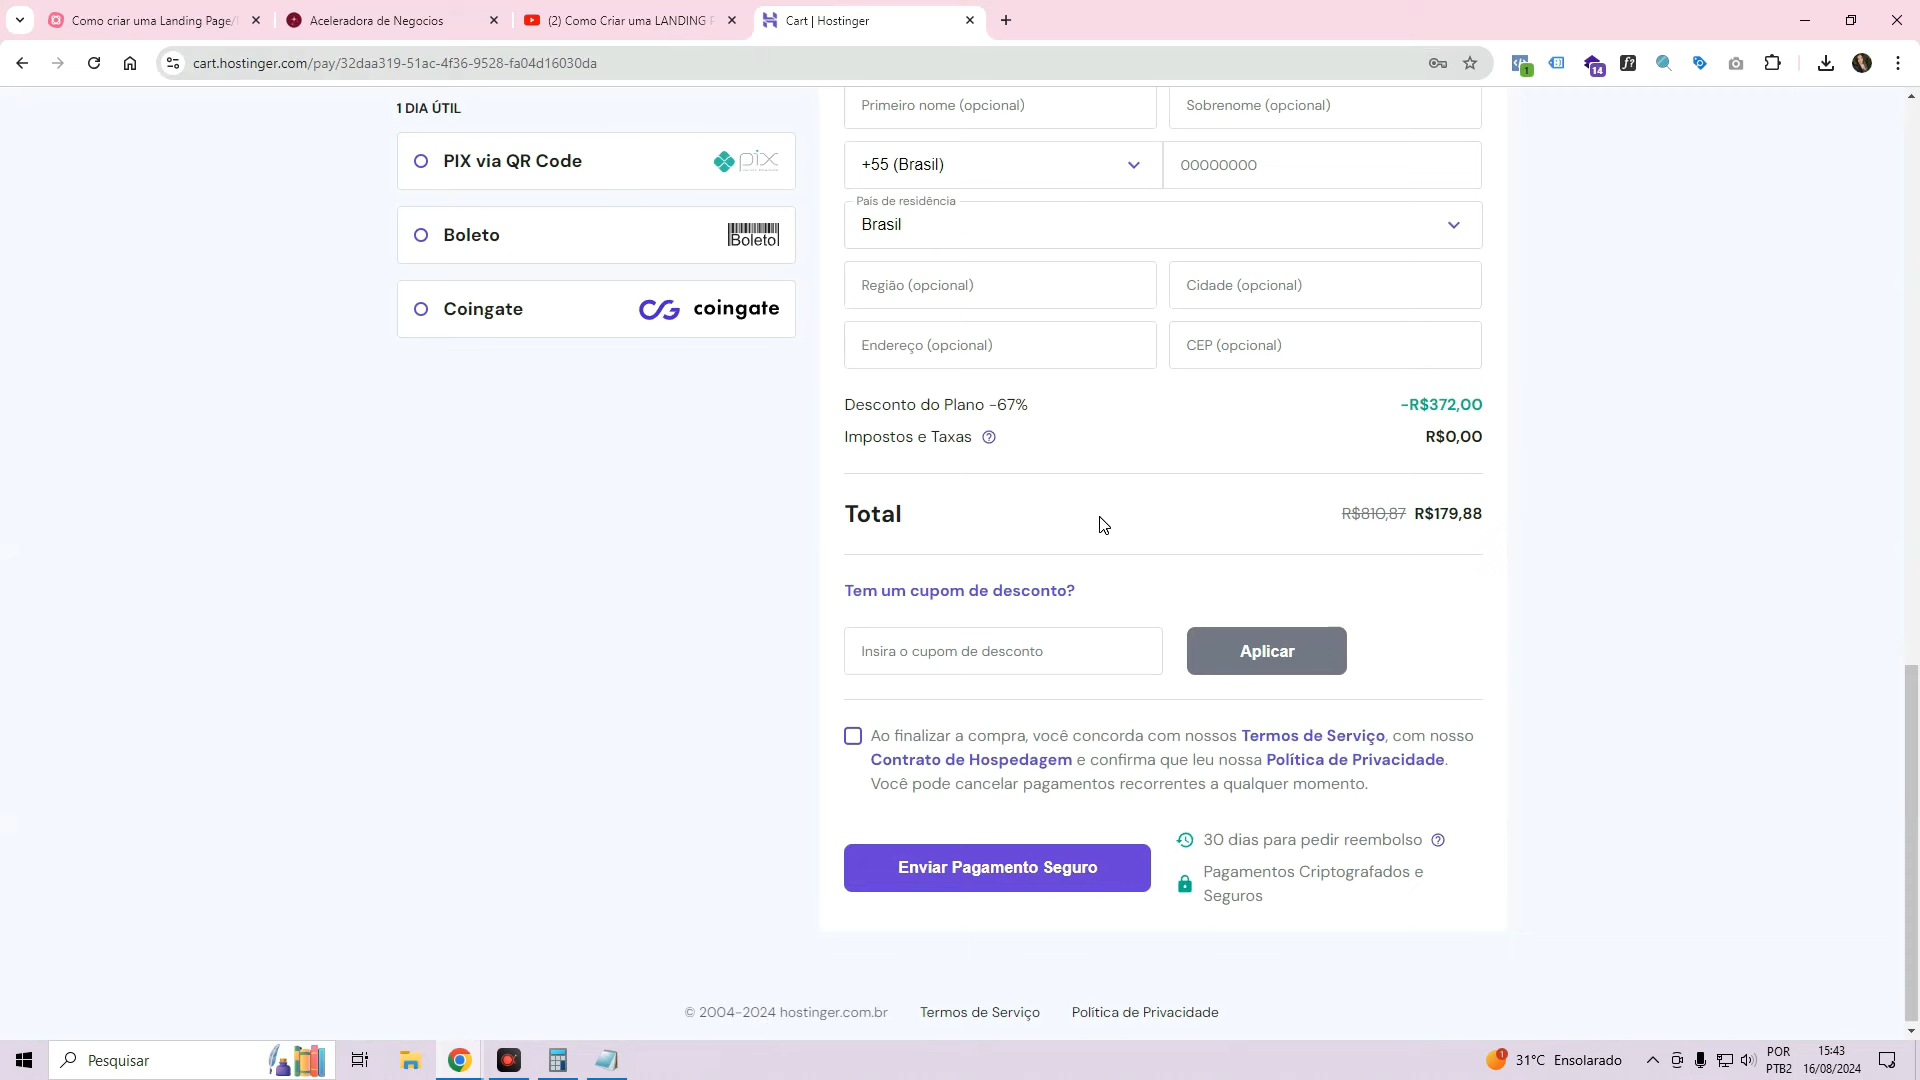 Como criar uma Landing Page/
Aceleradora de Negocios
(2) Como Criar uma LANDING P
Cart | Hostinger
cart.hostinger.com/pay/32daa319-51ac-4f36-9528-fa04d16030da
1
14
f?
1 DIA ÚTIL
PIX via QR Code
pix
Boleto
Boleto
Coingate
coingate
Primeiro nome (opcional)
Sobrenome (opcional)
+55 (Brasil)
00000000
País de residência
Brasil
Região (opcional)
Cidade (opcional)
Endereço (opcional)
CEP (opcional)
Desconto do Plano -67%
-R$372,00
Impostos e Taxas
R$0,00
Total
R$810,87 R$179,88
Tem um cupom de desconto?
Insira o cupom de desconto
Aplicar
Ao finalizar a compra, você concorda com nossos Termos de Serviço, com nosso
Contrato de Hospedagem e confirma que leu nossa Política de Privacidade.
Você pode cancelar pagamentos recorrentes a qualquer momento.
Enviar Pagamento Seguro
30 dias para pedir reembolso
Pagamentos Criptografados e
Seguros
© 2004-2024 hostinger.com.br
Termos de Serviço
Política de Privacidade
Pesquisar
1
31°C Ensolarado
POR
PTB2
15:43
16/08/2024